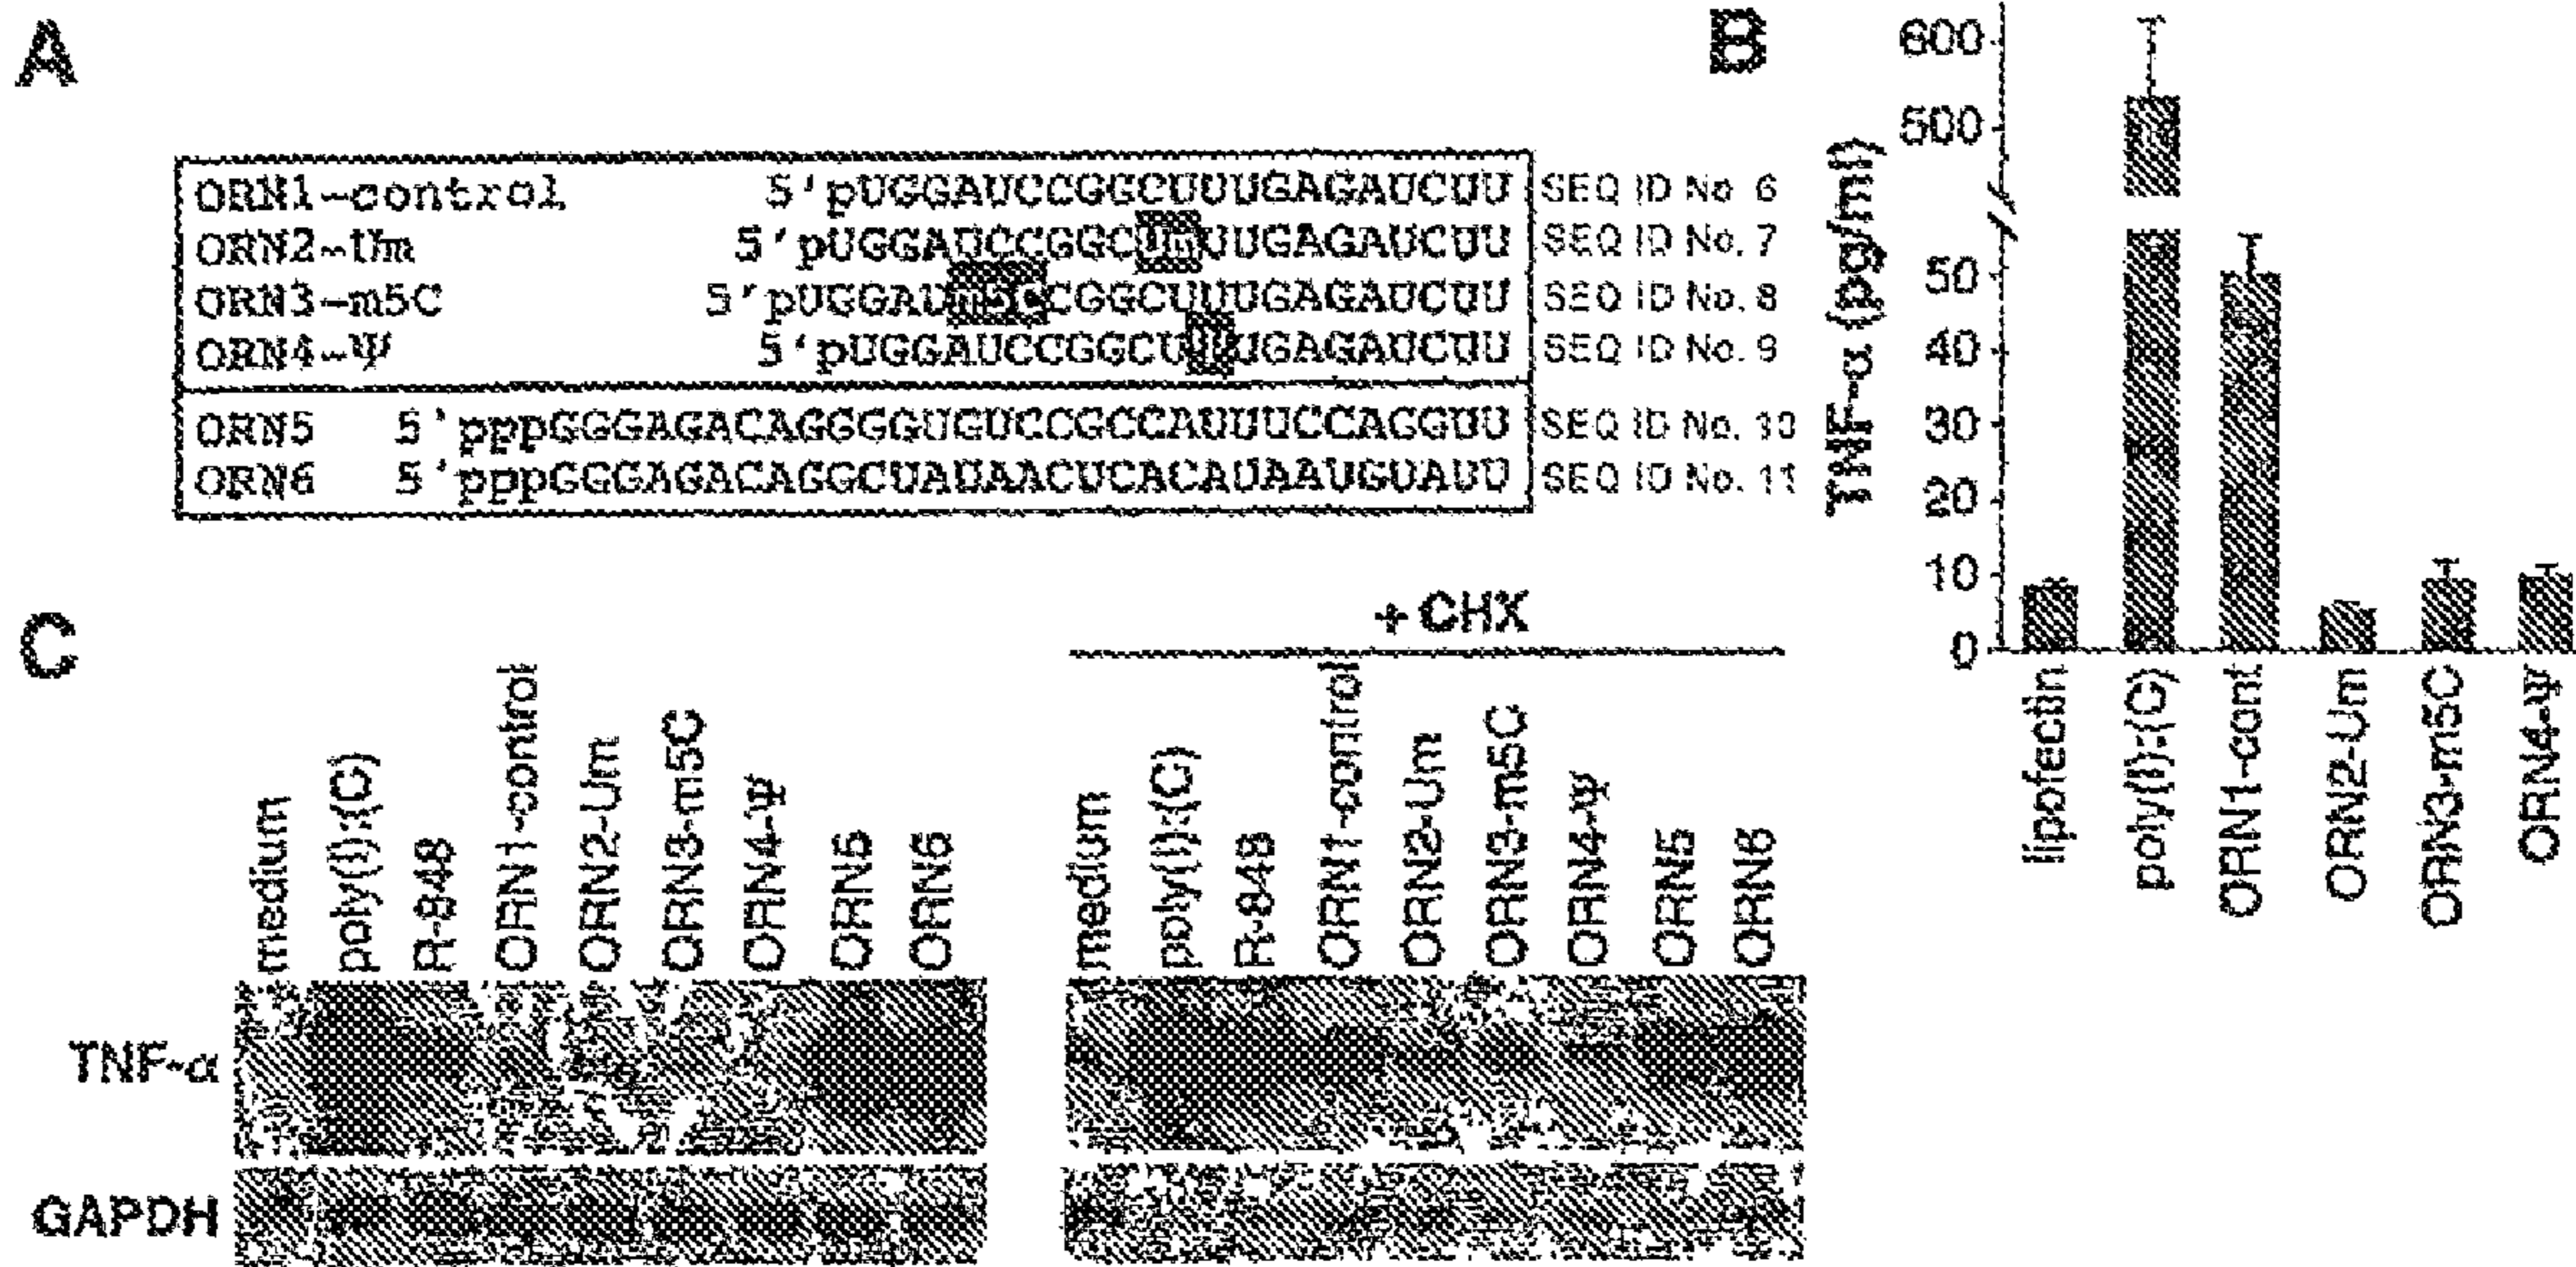 A
ORN1-control 5'pUGGAUCCGGCUUUGAGAUCUU SEQ ID No. 6
ORN2-Um 5'pUGGAUCCGGCUmUUGAGAUCUU SEQ ID No. 7
ORN3-m5C 5'pUGGAUm5CCGGCUUUGAGAUCUU SEQ ID No. 8
ORN4-Ψ 5'pUGGAUCCGGCUΨUGAGAUCUU SEQ ID No. 9
ORN5 5'pppGGGAGACAGGGGUGUCCGCCAUUUCCAGGUU SEQ ID No. 10
ORN6 5'pppGGGAGACAGGCUAUAACUCACAUAAUGUAUU SEQ ID No. 11
B
TNF-α (pg/ml)
600
500
50
40
30
20
10
0
lipofectin
poly(I):(C)
ORN1-cont
ORN2-Um
ORN3-m5C
ORN4-Ψ
C
medium
poly(I):(C)
R-848
ORN1-control
ORN2-Um
ORN3-m5C
ORN4-Ψ
ORN5
ORN6
+ CHX
medium
poly(I):(C)
R-848
ORN1-control
ORN2-Um
ORN3-m5C
ORN4-Ψ
ORN5
ORN6
TNF-α
GAPDH